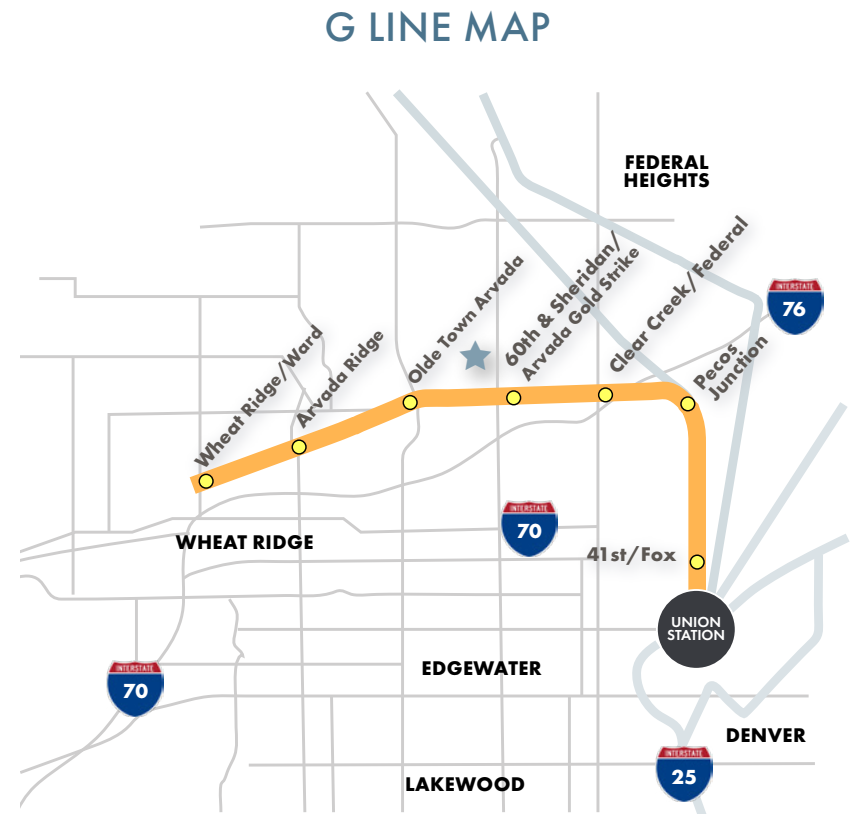 G LINE MAP
FEDERAL
HEIGHTS
INTERSTATE
76
Wheat Ridge/Ward
Arvada Ridge
Olde Town Arvada
60th & Sheridan/
Arvada Gold Strike
Clear Creek/Federal
Pecos
Junction
INTERSTATE
70
WHEAT RIDGE
41st/Fox
UNION
STATION
EDGEWATER
INTERSTATE
70
DENVER
INTERSTATE
25
LAKEWOOD